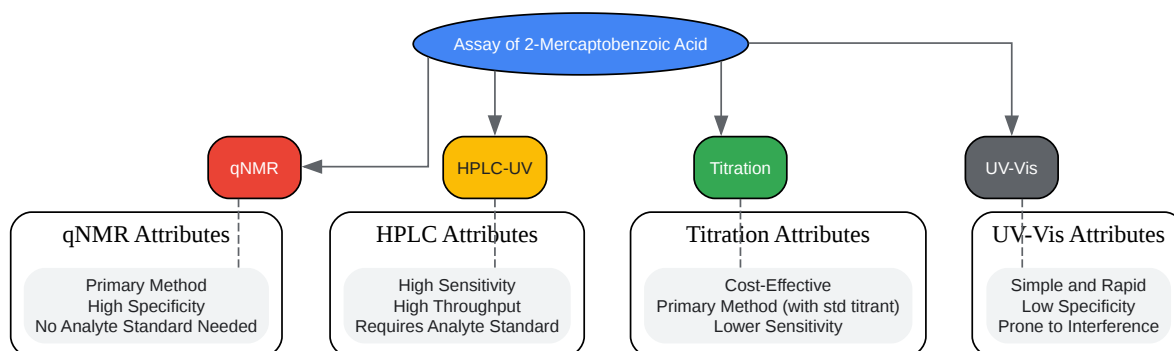 Assay of 2-Mercaptobenzoic Acid
qNMR
HPLC-UV
Titration
UV-Vis
qNMR Attributes
Primary Method
High Specificity
No Analyte Standard Needed
HPLC Attributes
High Sensitivity
High Throughput
Requires Analyte Standard
Titration Attributes
Cost-Effective
Primary Method (with std titrant)
Lower Sensitivity
UV-Vis Attributes
Simple and Rapid
Low Specificity
Prone to Interference